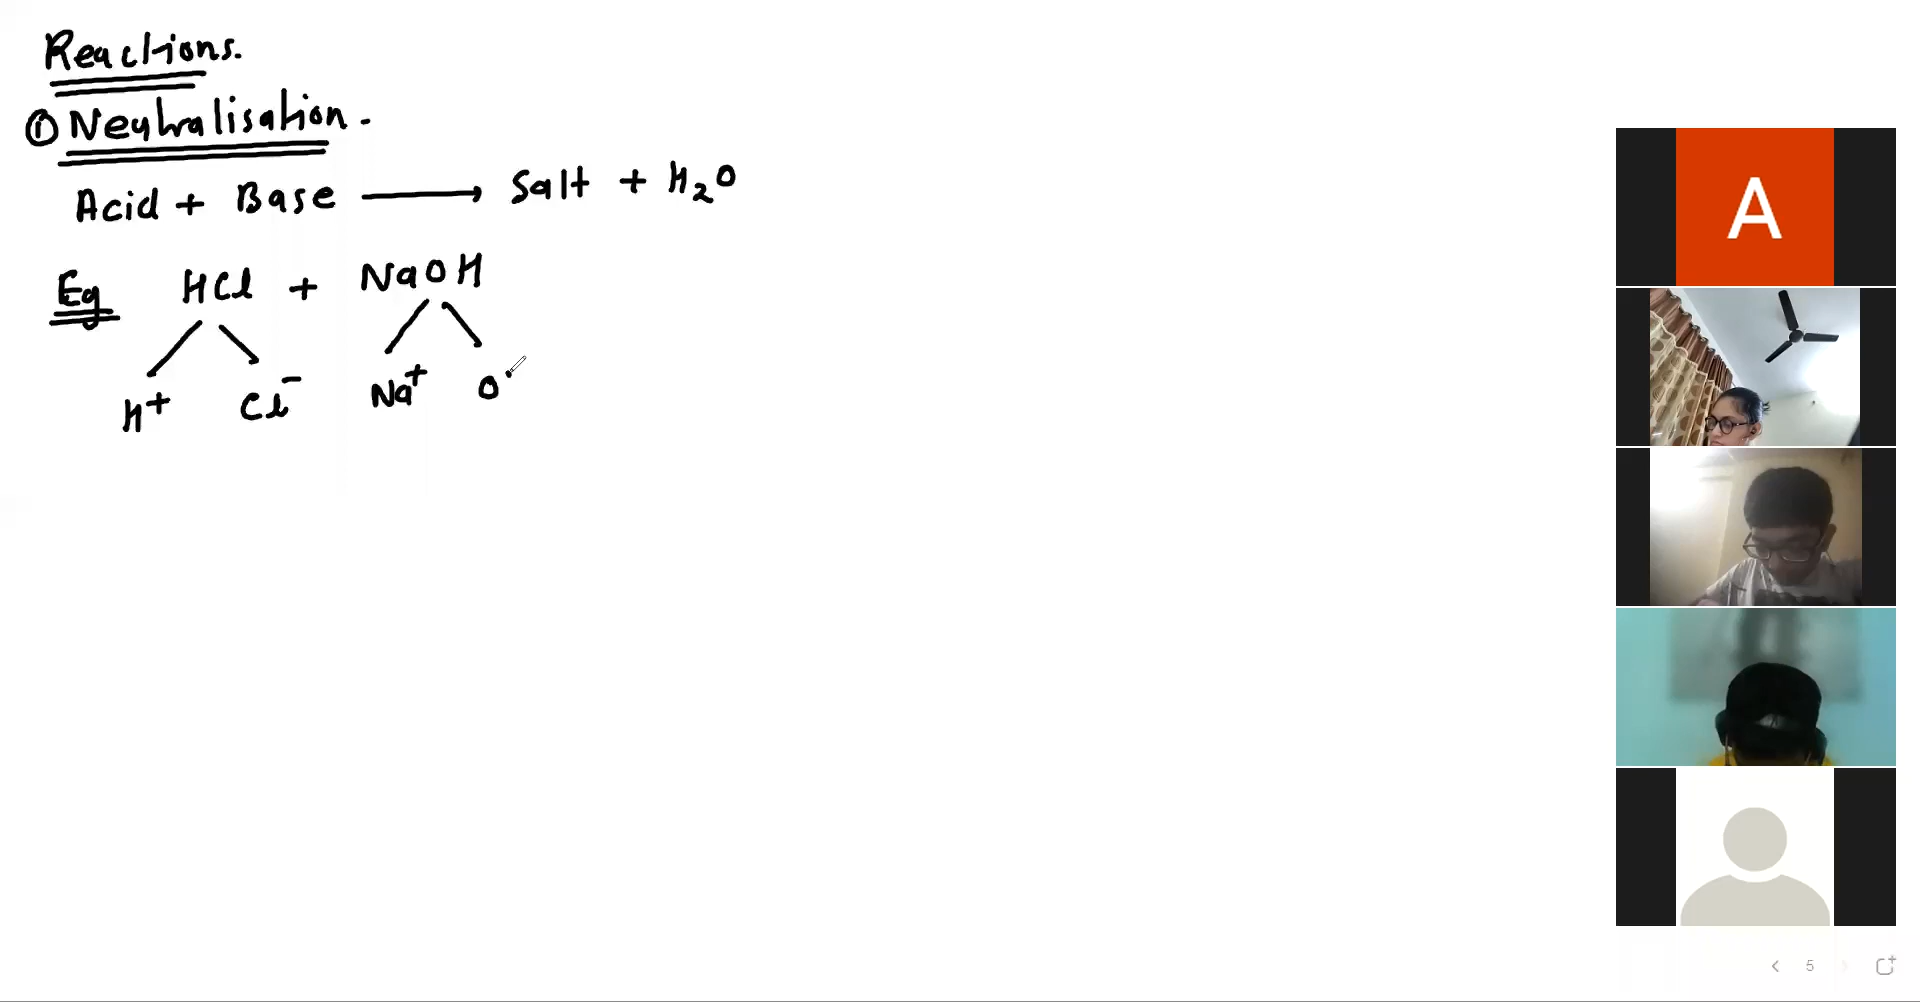 Reactions.
① Neutralisation.
Acid + Base ⟶ Salt + H₂O
Eg HCl + NaOH
H⁺ Cl⁻ Na⁺ O
A
5